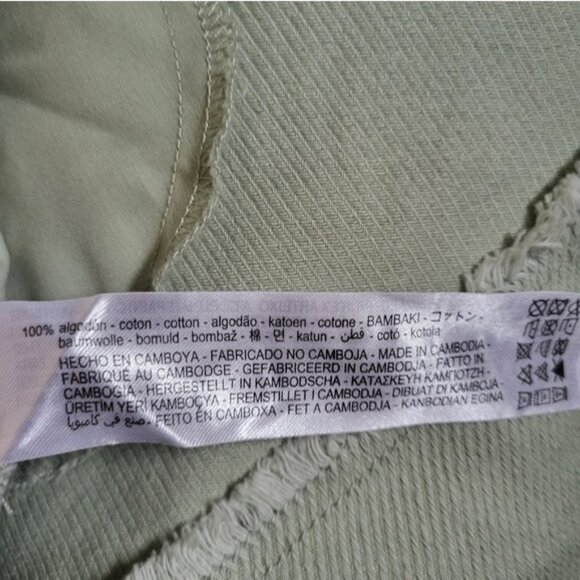 100% algodón - coton - cotton - algodão - katoen - cotone - BAMBAKI - コットン -
baumwolle - bomuld - bombaž - 棉 - 면 - katun - قطن - cotó - kotoia
HECHO EN CAMBOYA - FABRICADO NO CAMBOJA - MADE IN CAMBODIA -
FABRIQUÉ AU CAMBODGE - GEFABRICEERD IN CAMBODJA - FATTO IN
CAMBOGIA - HERGESTELLT IN KAMBODSCHA - ΚΑΤΑΣΚΕΥΗ ΚΑΜΠΟΤΖΗ -
ÜRETİM YERİ KAMBOÇYA - FREMSTILLET I CAMBODJA - DIBUAT DI KAMBOJA -
صنع في كامبوديا - FEITO EN CAMBOXA - FET A CAMBODJA - KANBODIAN EGINA